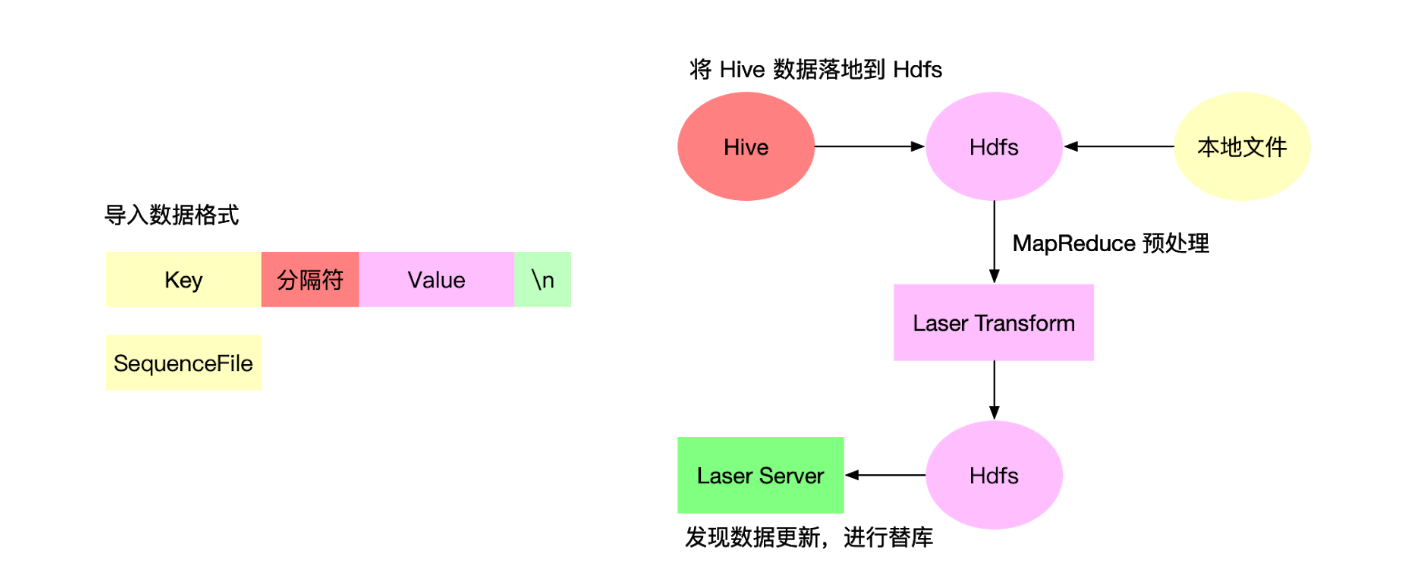 将 Hive 数据落地到 Hdfs
Hive
Hdfs
本地文件
导入数据格式
MapReduce 预处理
Key
分隔符
Value
\n
Laser Transform
SequenceFile
Laser Server
Hdfs
发现数据更新，进行替库